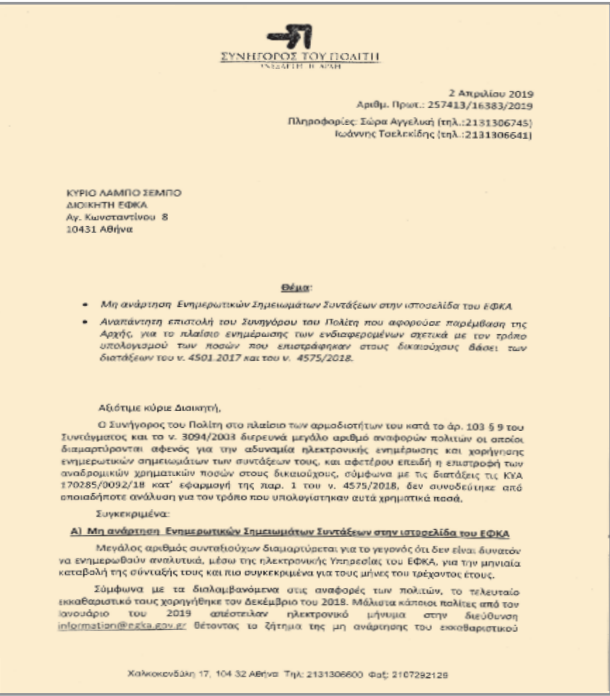 ΣΥΝΗΓΟΡΟΣ ΤΟΥ ΠΟΛΙΤΗ
ΑΝΕΞΑΡΤΗΤΗ ΑΡΧΗ
2 Απριλίου 2019
Αριθμ. Πρωτ.: 257413/16383/2019
Πληροφορίες: Σώρα Αγγελική (τηλ.:2131306745)
Ιωάννης Τσελεκίδης (τηλ.:2131306641)
ΚΥΡΙΟ ΛΑΜΠΟ ΣΕΜΠΟ
ΔΙΟΙΚΗΤΗ ΕΦΚΑ
Αγ. Κωνσταντίνου 8
10431 Αθήνα
Θέμα:
• Μη ανάρτηση Ενημερωτικών Σημειωμάτων Συντάξεων στην ιστοσελίδα του ΕΦΚΑ
• Αναπάντητη επιστολή του Συνηγόρου του Πολίτη που αφορούσε παρέμβαση της
Αρχής, για το πλαίσιο ενημέρωσης των ενδιαφερομένων σχετικά με τον τρόπο
υπολογισμού των ποσών που επιστράφηκαν στους δικαιούχους βάσει των
διατάξεων του ν. 4501.2017 και του ν. 4575/2018.
Αξιότιμε κύριε Διοικητή,
Ο Συνήγορος του Πολίτη στο πλαίσιο των αρμοδιοτήτων του κατά το άρ. 103 § 9 του
Συντάγματος και το ν. 3094/2003 διερευνά μεγάλο αριθμό αναφορών πολιτών οι οποίοι
διαμαρτύρονται αφενός για την αδυναμία ηλεκτρονικής ενημέρωσης και χορήγησης
ενημερωτικών σημειωμάτων των συντάξεων τους, και αφετέρου επειδή η επιστροφή των
αναδρομικών χρηματικών ποσών στους δικαιούχους, σύμφωνα με τις διατάξεις τις ΚΥΑ
170285/0092/18 κατ' εφαρμογή της παρ. 1 του ν. 4575/2018, δεν συνοδεύτηκε από
οποιαδήποτε ανάλυση για τον τρόπο που υπολογίστηκαν αυτά χρηματικά ποσά.
Συγκεκριμένα:
Α) Μη ανάρτηση Ενημερωτικών Σημειωμάτων Συντάξεων στην ιστοσελίδα του ΕΦΚΑ
Μεγάλος αριθμός συνταξιούχων διαμαρτύρεται για το γεγονός ότι δεν είναι δυνατόν
να ενημερωθούν αναλυτικά, μέσω της ηλεκτρονικής Υπηρεσίας του ΕΦΚΑ, για την μηνιαία
καταβολή της σύνταξής τους και πιο συγκεκριμένα για τους μήνες του τρέχοντος έτους.
Σύμφωνα με τα διαλαμβανόμενα στις αναφορές των πολιτών, το τελευταίο
εκκαθαριστικό τους χορηγήθηκε τον Δεκέμβριο του 2018. Μάλιστα κάποιοι πολίτες από τον
Ιανουάριο του 2019 απέστειλαν ηλεκτρονικό μήνυμα στην διεύθυνση
information@egka.gov.gr θέτοντας το ζήτημα της μη ανάρτησης του εκκαθαριστικού
Χαλκοκονδύλη 17, 104 32 Αθήνα Τηλ: 2131306600 Φαξ: 2107292129